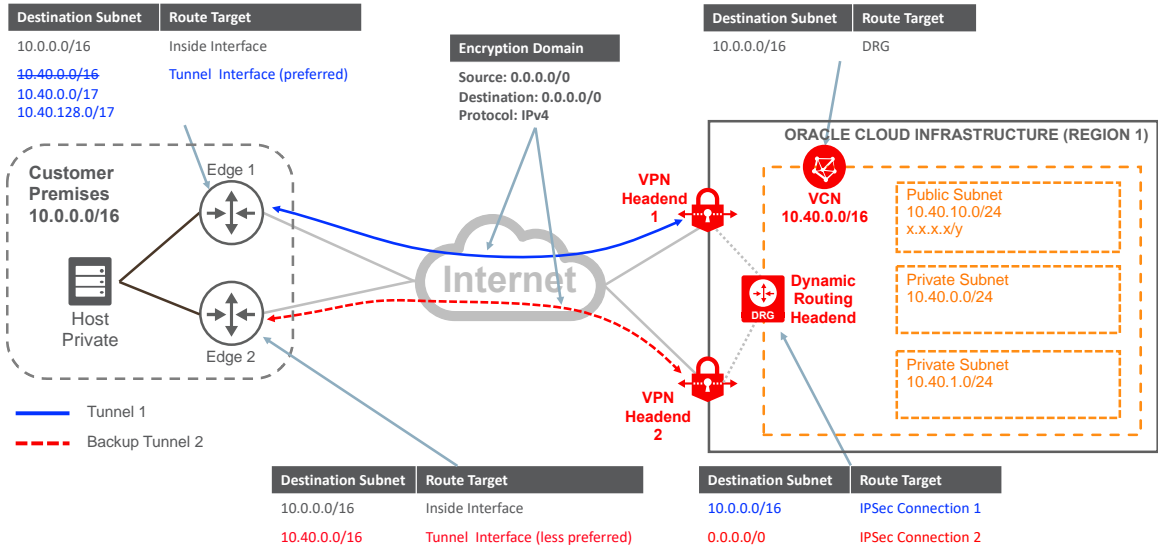 Destination Subnet Route Target
10.0.0.0/16 Inside Interface
10.40.0.0/16 Tunnel Interface (preferred)
10.40.0.0/17
10.40.128.0/17
Encryption Domain
Source: 0.0.0.0/0
Destination: 0.0.0.0/0
Protocol: IPv4
Destination Subnet Route Target
10.0.0.0/16 DRG
ORACLE CLOUD INFRASTRUCTURE (REGION 1)
Customer
Premises
10.0.0.0/16
Edge 1
Host
Private
Edge 2
Internet
VPN
Headend
1
VCN
10.40.0.0/16
Public Subnet
10.40.10.0/24
x.x.x.x/y
DRG
Dynamic
Routing
Headend
Private Subnet
10.40.0.0/24
Private Subnet
10.40.1.0/24
VPN
Headend
2
Tunnel 1
Backup Tunnel 2
Destination Subnet Route Target
10.0.0.0/16 Inside Interface
10.40.0.0/16 Tunnel Interface (less preferred)
Destination Subnet Route Target
10.0.0.0/16 IPSec Connection 1
0.0.0.0/0 IPSec Connection 2